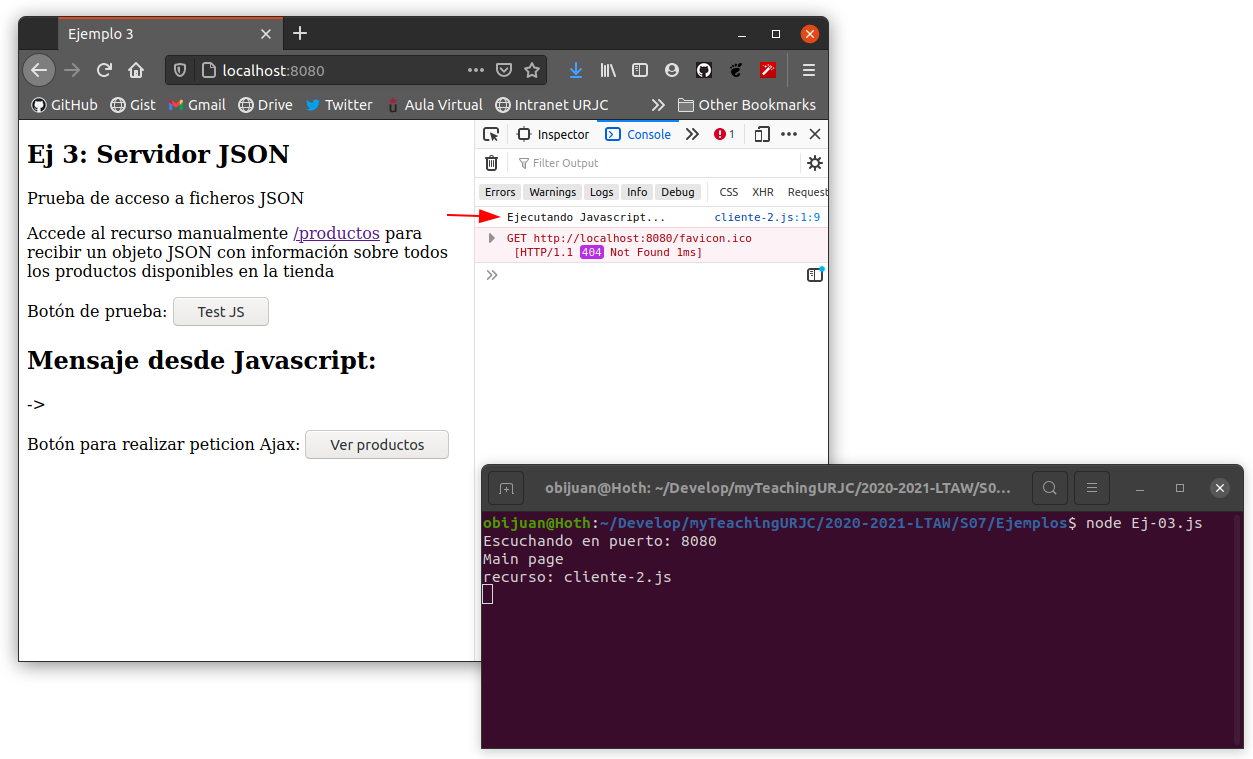 Ejemplo 3
localhost:8080
GitHub Gist Gmail Drive Twitter Aula Virtual Intranet URJC Other Bookmarks
Ej 3: Servidor JSON
Prueba de acceso a ficheros JSON
Accede al recurso manualmente /productos para
recibir un objeto JSON con información sobre todos
los productos disponibles en la tienda
Botón de prueba: Test JS
Mensaje desde Javascript:
->
Botón para realizar peticion Ajax: Ver productos
Inspector Console 1
Filter Output
Errors Warnings Logs Info Debug CSS XHR Request
Ejecutando Javascript... cliente-2.js:1:9
GET http://localhost:8080/favicon.ico
[HTTP/1.1 404 Not Found 1ms]
obijuan@Hoth: ~/Develop/myTeachingURJC/2020-2021-LTAW/S0...
obijuan@Hoth:~/Develop/myTeachingURJC/2020-2021-LTAW/S07/Ejemplos$ node Ej-03.js
Escuchando en puerto: 8080
Main page
recurso: cliente-2.js